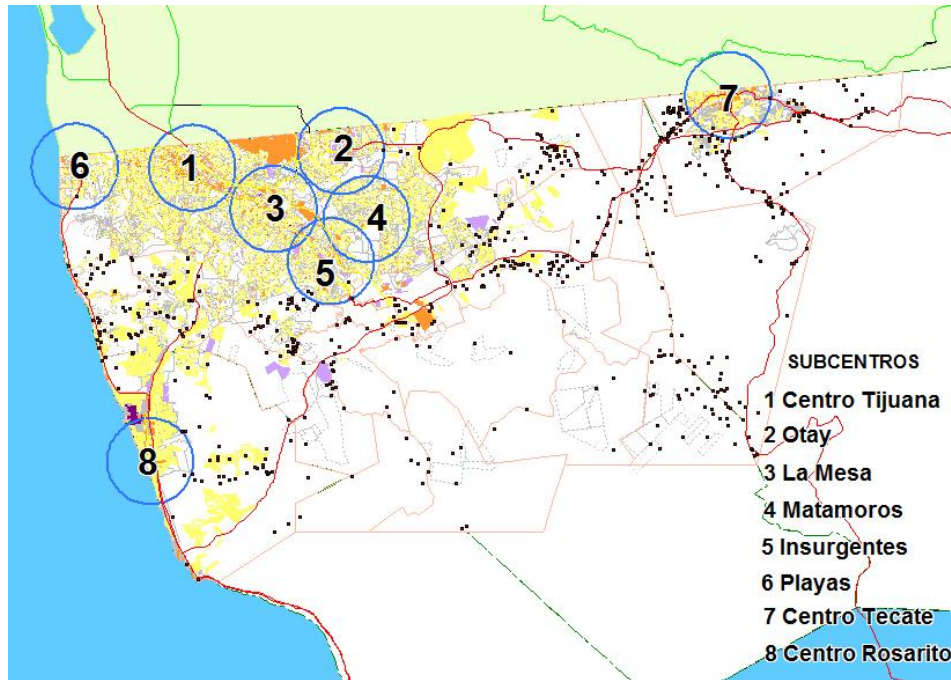 7
6
1
2
3
4
5
8
SUBCENTROS
1 Centro Tijuana
2 Otay
3 La Mesa
4 Matamoros
5 Insurgentes
6 Playas
7 Centro Tecate
8 Centro Rosarito